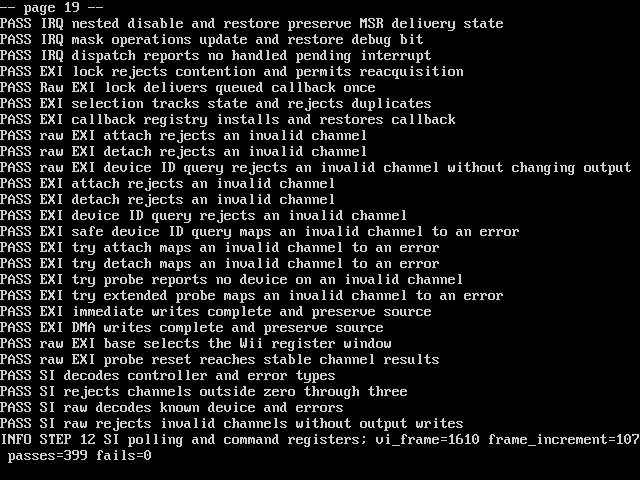 -- page 19 --
PASS IRQ nested disable and restore preserve MSR delivery state
PASS IRQ mask operations update and restore debug bit
PASS IRQ dispatch reports no handled pending interrupt
PASS EXI lock rejects contention and permits reacquisition
PASS Raw EXI lock delivers queued callback once
PASS EXI selection tracks state and rejects duplicates
PASS EXI callback registry installs and restores callback
PASS raw EXI attach rejects an invalid channel
PASS raw EXI detach rejects an invalid channel
PASS raw EXI device ID query rejects an invalid channel without changing output
PASS EXI attach rejects an invalid channel
PASS EXI detach rejects an invalid channel
PASS EXI device ID query rejects an invalid channel
PASS EXI safe device ID query maps an invalid channel to an error
PASS EXI try attach maps an invalid channel to an error
PASS EXI try detach maps an invalid channel to an error
PASS EXI try probe reports no device on an invalid channel
PASS EXI try extended probe maps an invalid channel to an error
PASS EXI immediate writes complete and preserve source
PASS EXI DMA writes complete and preserve source
PASS raw EXI base selects the Wii register window
PASS raw EXI probe reset reaches stable channel results
PASS SI decodes controller and error types
PASS SI rejects channels outside zero through three
PASS SI raw decodes known device and errors
PASS SI raw rejects invalid channels without output writes
INFO STEP 12 SI polling and command registers; vi_frame=1610 frame_increment=107
passes=399 fails=0